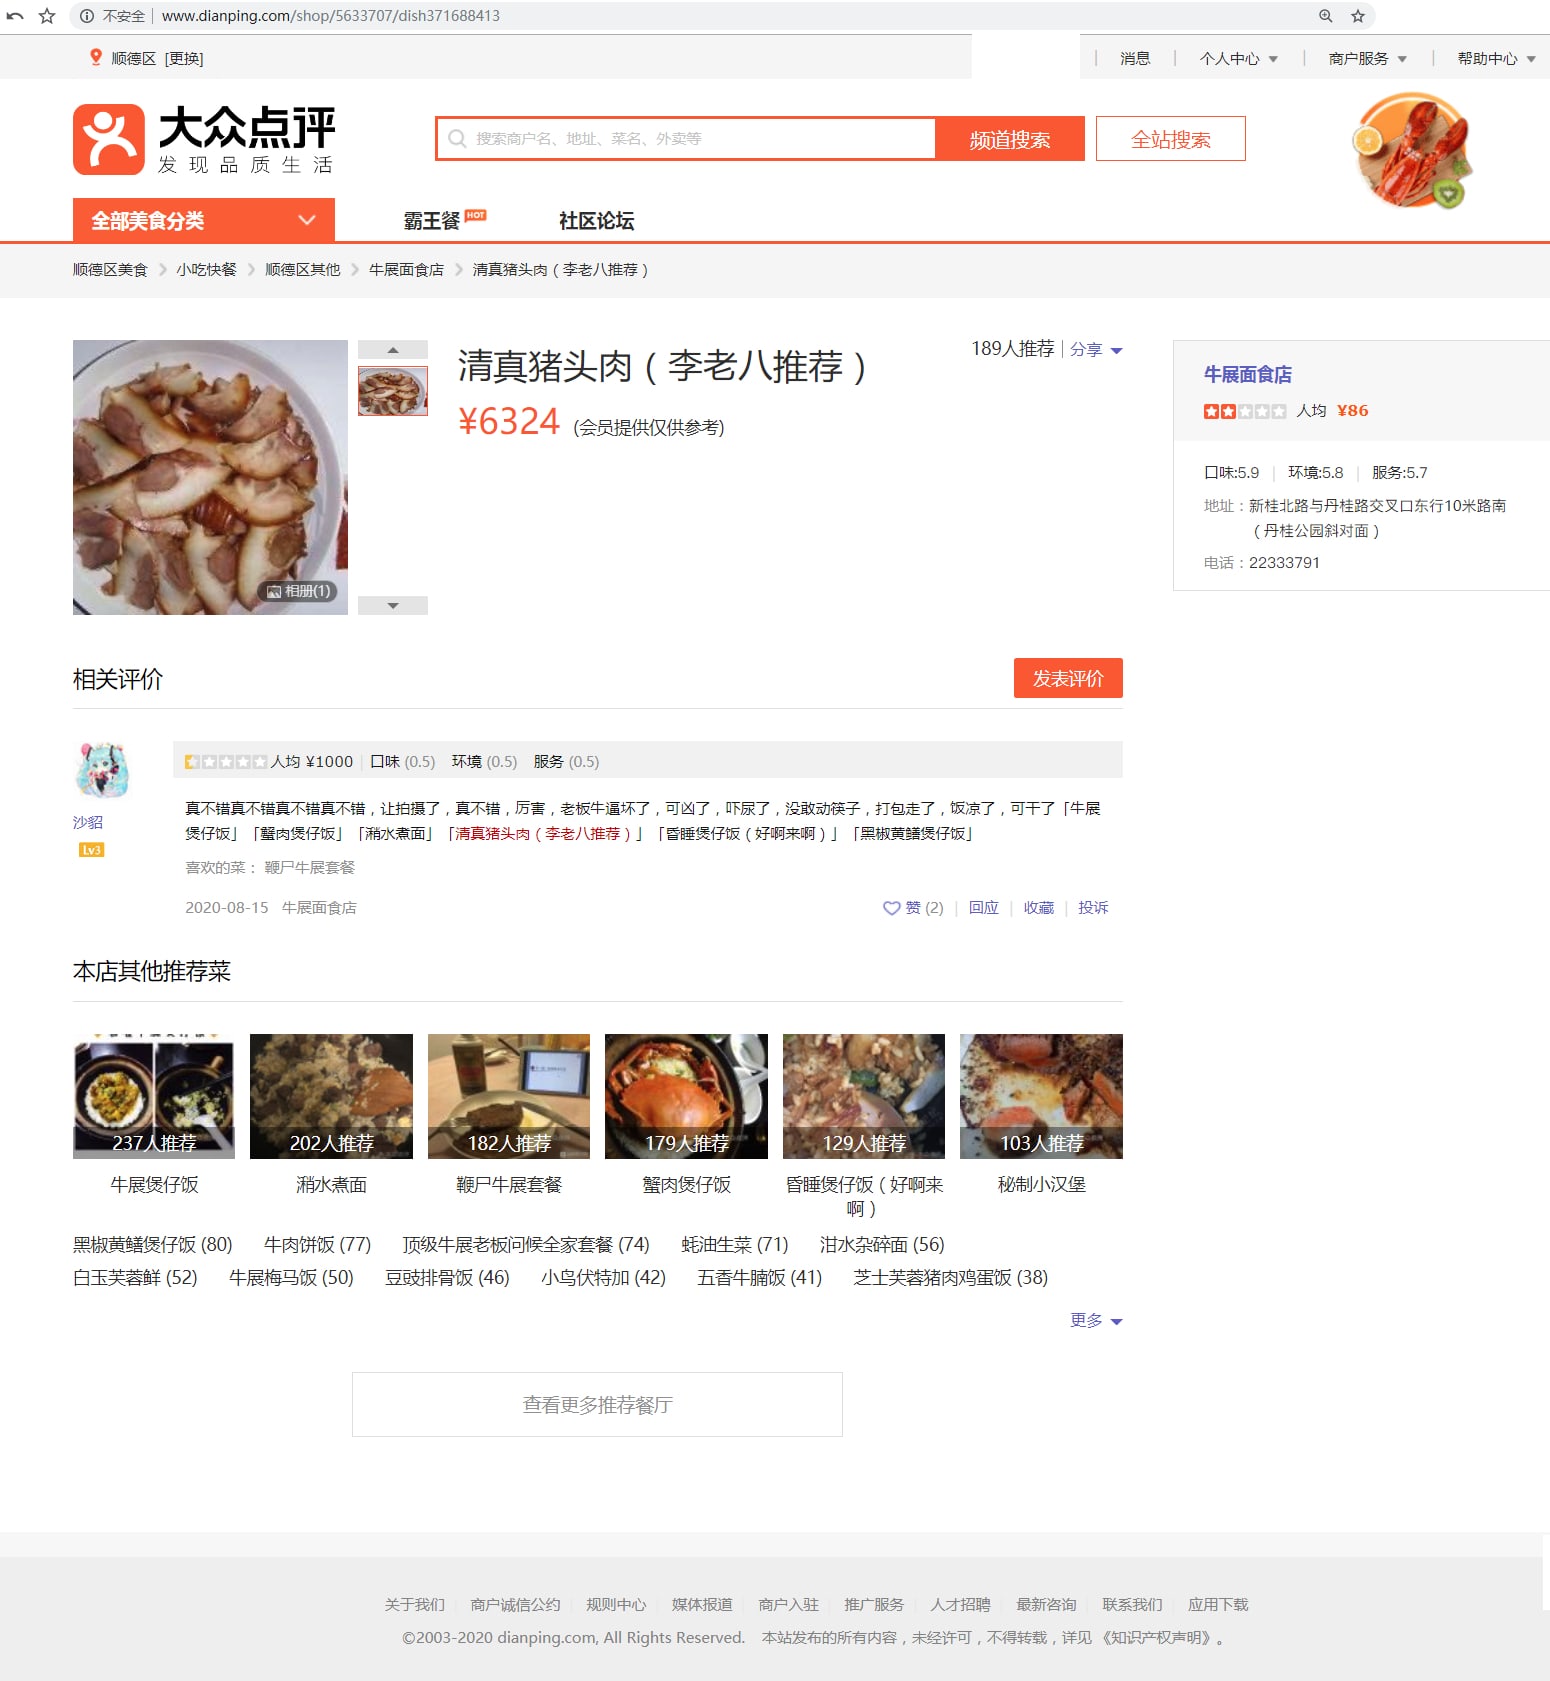 不安全 www.dianping.com/shop/5633707/dish371688413
顺德区 [更换] 消息 个人中心 商户服务 帮助中心
大众点评
发现品质生活
搜索商户名、地址、菜名、外卖等 频道搜索 全站搜索
全部美食分类 霸王餐 HOT 社区论坛
顺德区美食 小吃快餐 顺德区其他 牛展面食店 清真猪头肉（李老八推荐）
清真猪头肉（李老八推荐）
189人推荐 分享
¥6324 (会员提供仅供参考)
相册(1)
牛展面食店
人均 ¥86
口味:5.9 环境:5.8 服务:5.7
地址：新桂北路与丹桂路交叉口东行10米路南
（丹桂公园斜对面）
电话：22333791
相关评价 发表评价
人均 ¥1000 口味 (0.5) 环境 (0.5) 服务 (0.5)
沙貂
Lv3
真不错真不错真不错真不错，让拍摄了，真不错，厉害，老板牛逼坏了，可凶了，吓尿了，没敢动筷子，打包走了，饭凉了，可干了「牛展
煲仔饭」「蟹肉煲仔饭」「潲水煮面」「清真猪头肉（李老八推荐）」「昏睡煲仔饭（好啊来啊）」「黑椒黄鳝煲仔饭」
喜欢的菜： 鞭尸牛展套餐
2020-08-15 牛展面食店 赞 (2) 回应 收藏 投诉
本店其他推荐菜
237人推荐 202人推荐 182人推荐 179人推荐 129人推荐 103人推荐
牛展煲仔饭 潲水煮面 鞭尸牛展套餐 蟹肉煲仔饭 昏睡煲仔饭（好啊来
啊） 秘制小汉堡
黑椒黄鳝煲仔饭 (80) 牛肉饼饭 (77) 顶级牛展老板问候全家套餐 (74) 蚝油生菜 (71) 泔水杂碎面 (56)
白玉芙蓉鲜 (52) 牛展梅马饭 (50) 豆豉排骨饭 (46) 小鸟伏特加 (42) 五香牛腩饭 (41) 芝士芙蓉猪肉鸡蛋饭 (38)
更多
查看更多推荐餐厅
关于我们 商户诚信公约 规则中心 媒体报道 商户入驻 推广服务 人才招聘 最新咨询 联系我们 应用下载
©2003-2020 dianping.com, All Rights Reserved. 本站发布的所有内容，未经许可，不得转载，详见《知识产权声明》。